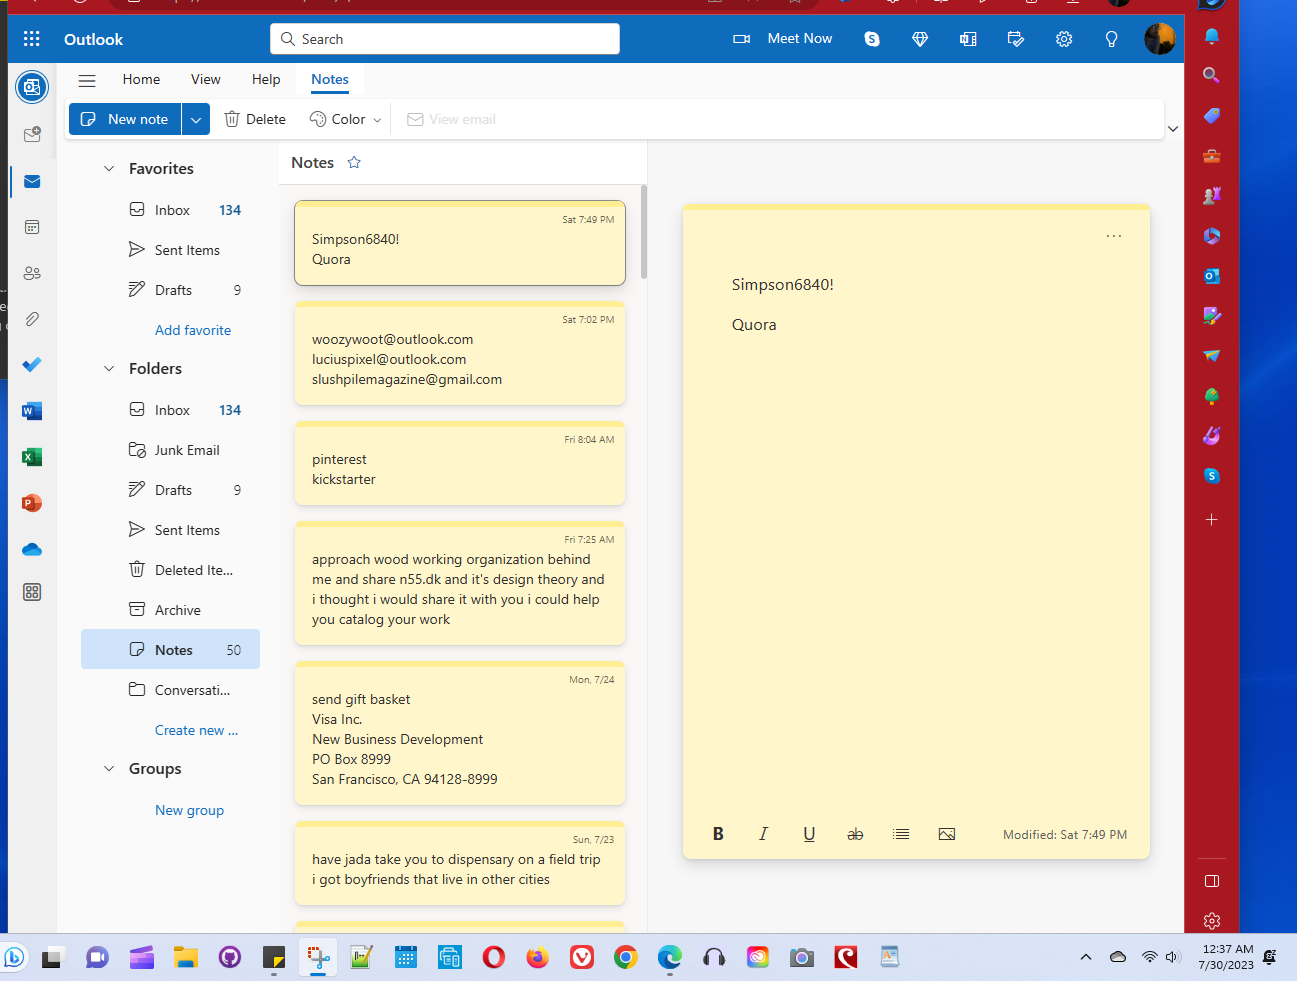 Outlook
Search
Meet Now
Home
View
Help
Notes
New note
Delete
Color
View email
Favorites
Inbox 134
Sent Items
Drafts 9
Add favorite
Folders
Inbox 134
Junk Email
Drafts 9
Sent Items
Deleted Ite...
Archive
Notes 50
Conversati...
Create new ...
Groups
New group
Notes
Sat 7:49 PM
Simpson6840!
Quora
Sat 7:02 PM
woozywoot@outlook.com
luciuspixel@outlook.com
slushpilemagazine@gmail.com
Fri 8:04 AM
pinterest
kickstarter
Fri 7:25 AM
approach wood working organization behind
me and share n55.dk and it's design theory and
i thought i would share it with you i could help
you catalog your work
Mon, 7/24
send gift basket
Visa Inc.
New Business Development
PO Box 8999
San Francisco, CA 94128-8999
Sun, 7/23
have jada take you to dispensary on a field trip
i got boyfriends that live in other cities
...
Simpson6840!
Quora
B I U ab
Modified: Sat 7:49 PM
12:37 AM
7/30/2023